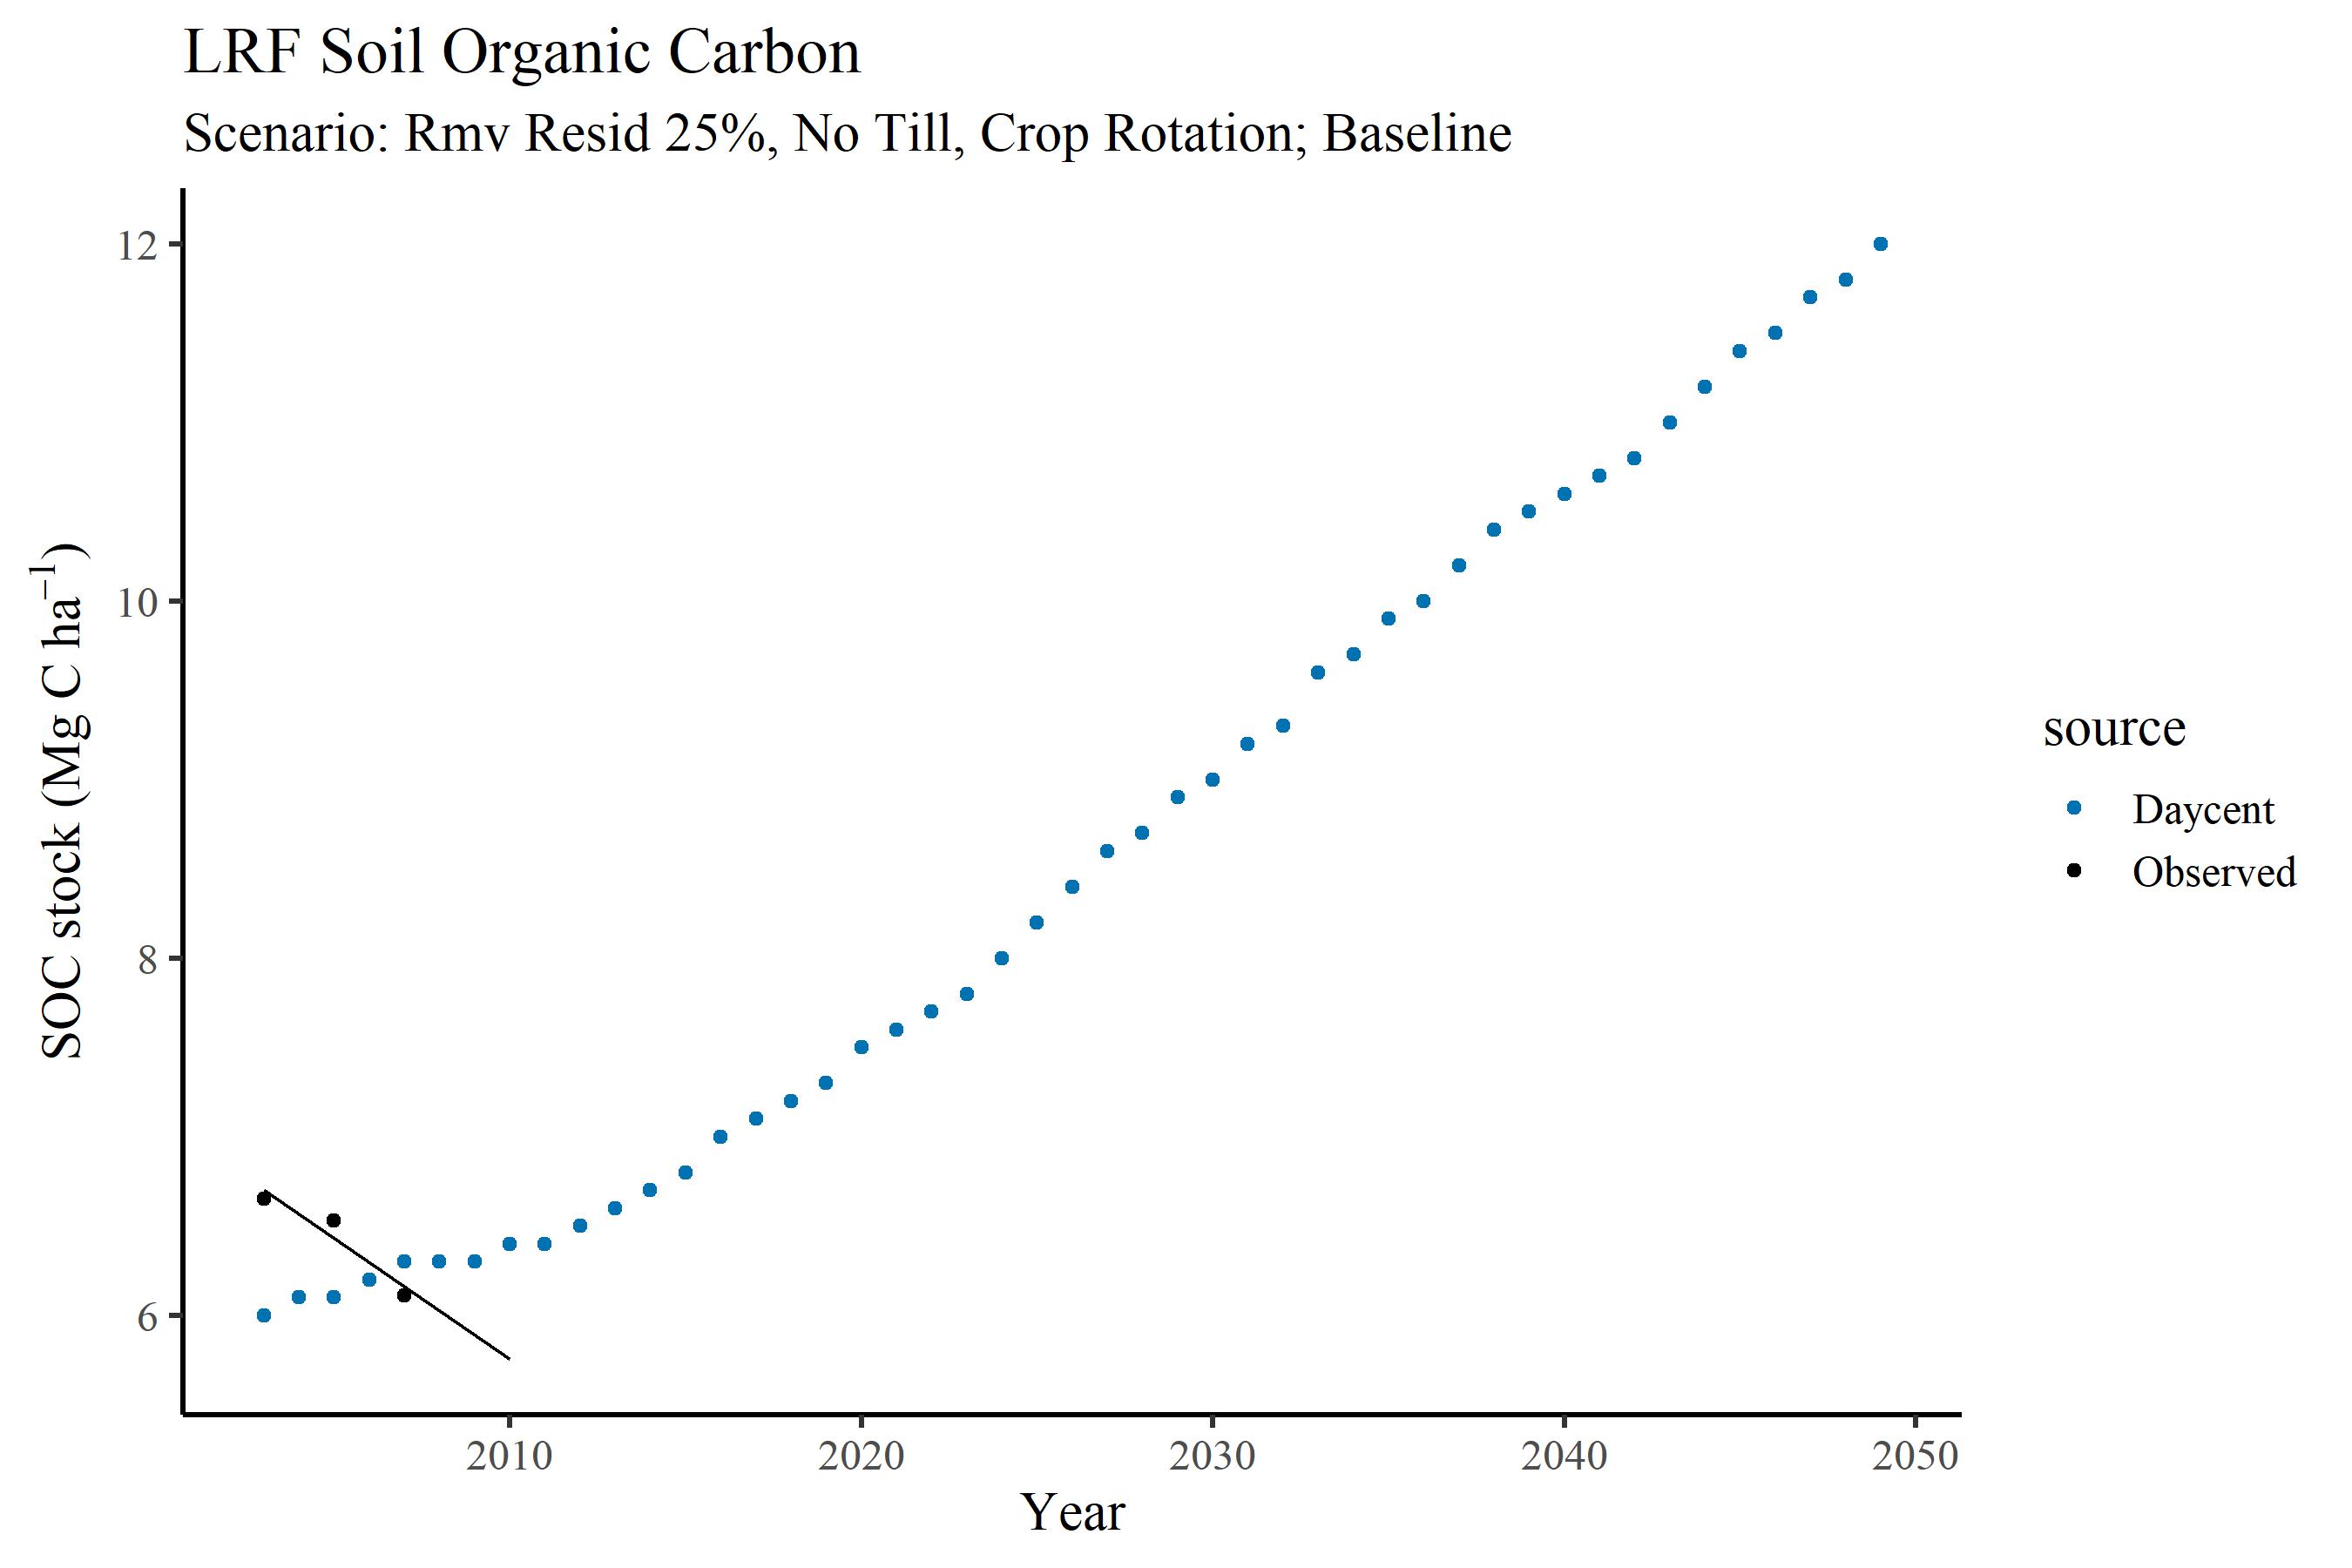 LRF Soil Organic Carbon
Scenario: Rmv Resid 25%, No Till, Crop Rotation; Baseline
SOC stock (Mg C ha⁻¹)
12
10
8
6
2010 2020 2030 2040 2050
Year
source
Daycent
Observed